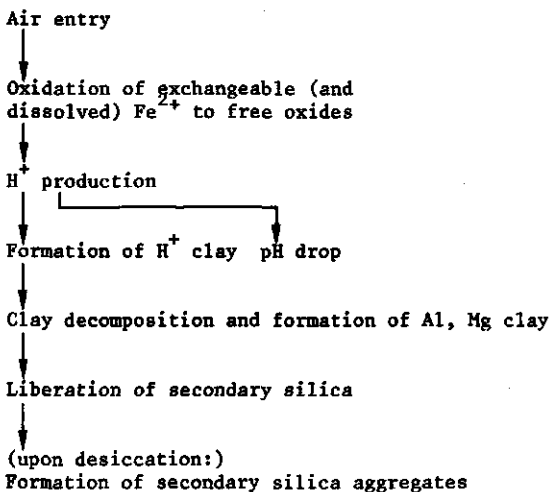 Air entry
Oxidation of exchangeable (and
dissolved) Fe²⁺ to free oxides
H⁺ production
Formation of H⁺ clay pH drop
Clay decomposition and formation of Al, Mg clay
Liberation of secondary silica
(upon desiccation:)
Formation of secondary silica aggregates